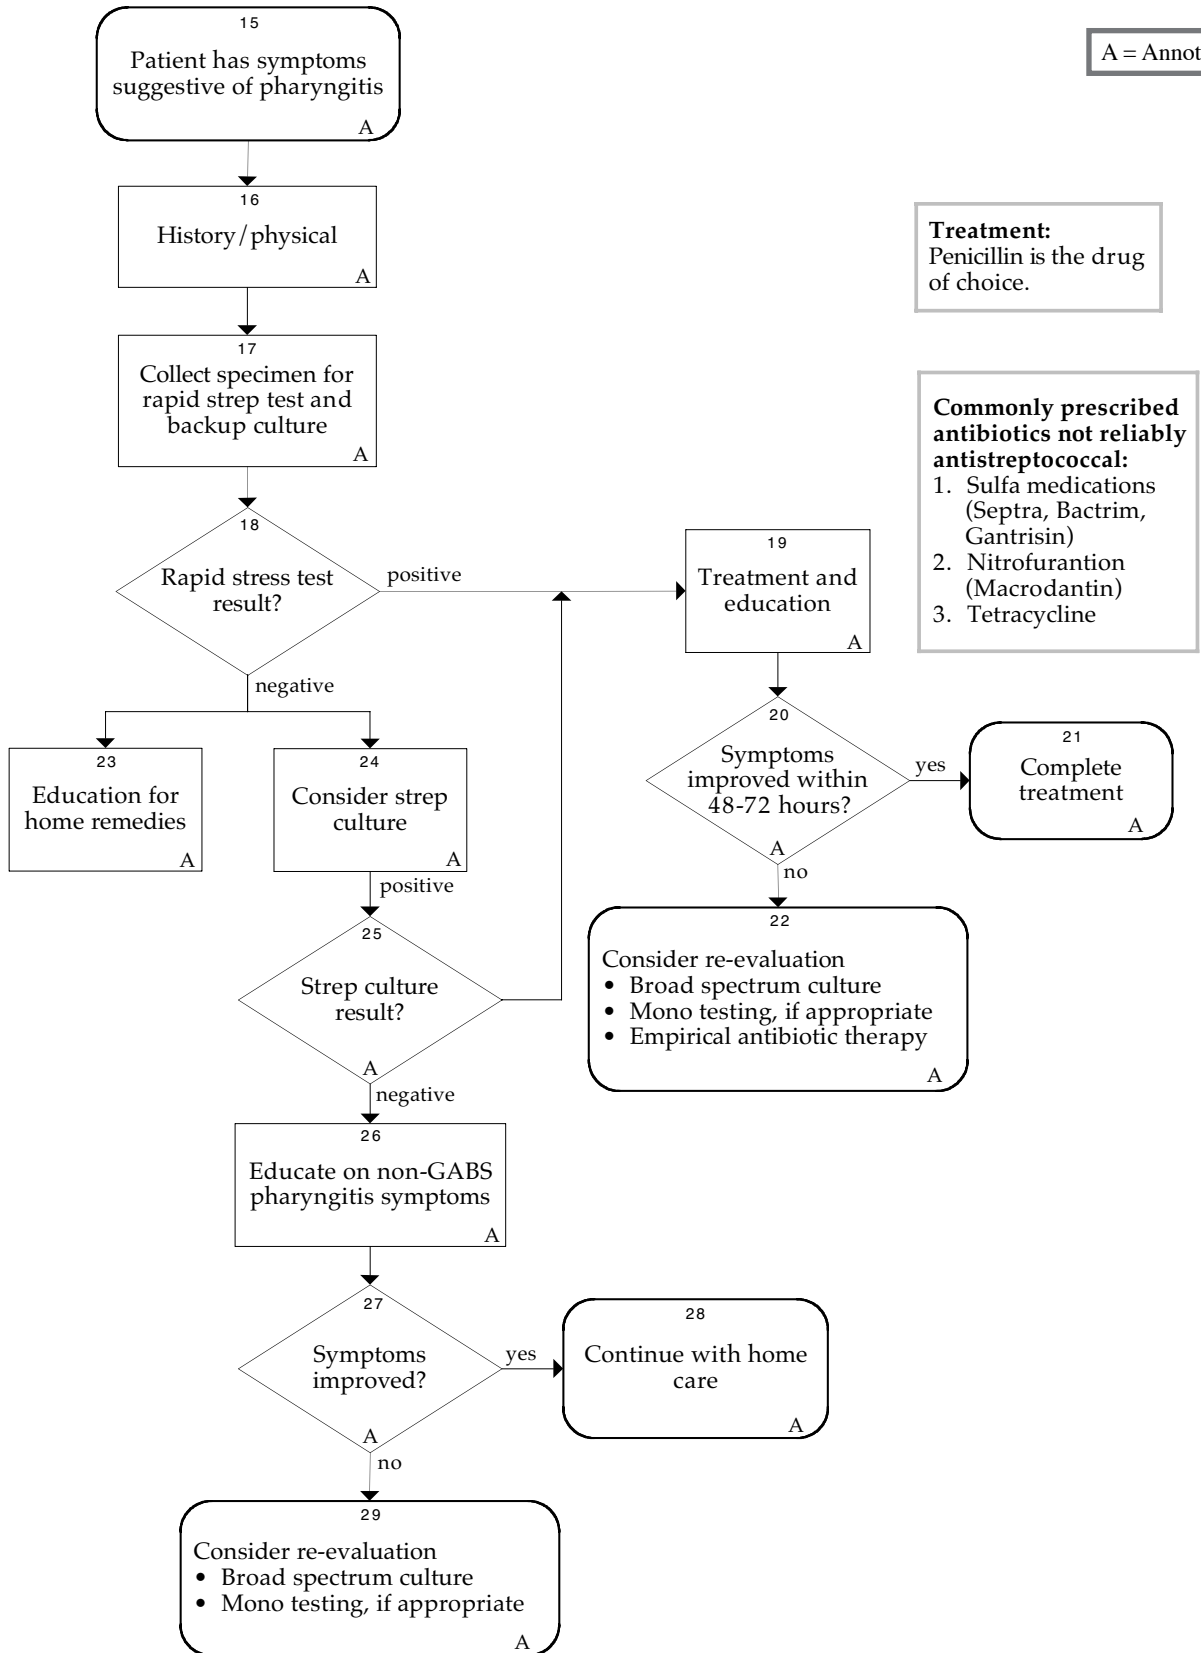 15
Patient has symptoms
suggestive of pharyngitis
A
A = Annot
16
History/physical
A
Treatment:
Penicillin is the drug
of choice.
17
Collect specimen for
rapid strep test and
backup culture
A
Commonly prescribed
antibiotics not reliably
antistreptococcal:
1. Sulfa medications
(Septra, Bactrim,
Gantrisin)
2. Nitrofurantion
(Macrodantin)
3. Tetracycline
18
Rapid stress test
result?
positive
negative
19
Treatment and
education
A
20
Symptoms
improved within
48-72 hours?
A
yes
no
21
Complete
treatment
A
23
Education for
home remedies
A
24
Consider strep
culture
A
positive
22
Consider re-evaluation
• Broad spectrum culture
• Mono testing, if appropriate
• Empirical antibiotic therapy
A
25
Strep culture
result?
A
negative
26
Educate on non-GABS
pharyngitis symptoms
A
27
Symptoms
improved?
A
yes
no
28
Continue with home
care
A
29
Consider re-evaluation
• Broad spectrum culture
• Mono testing, if appropriate
A